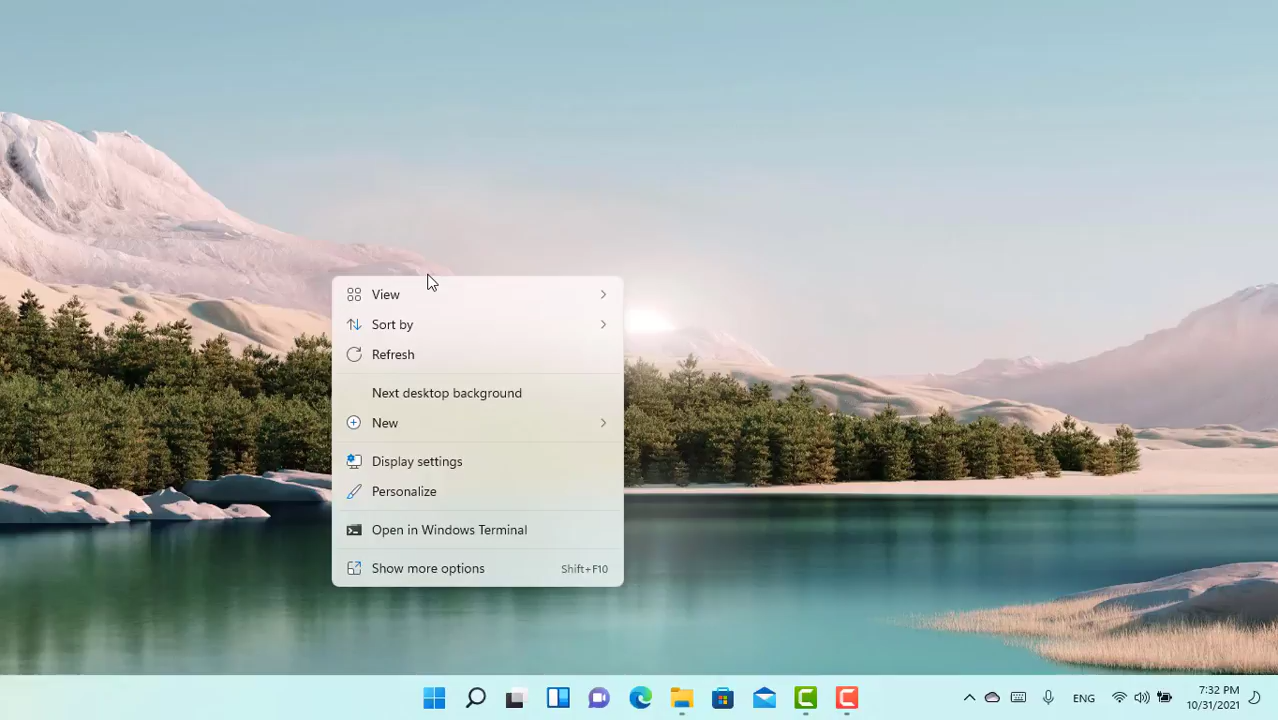 View
Sort by
Refresh
Next desktop background
New
Display settings
Personalize
Open in Windows Terminal
Show more options Shift+F10
ENG
7:32 PM
10/31/2021